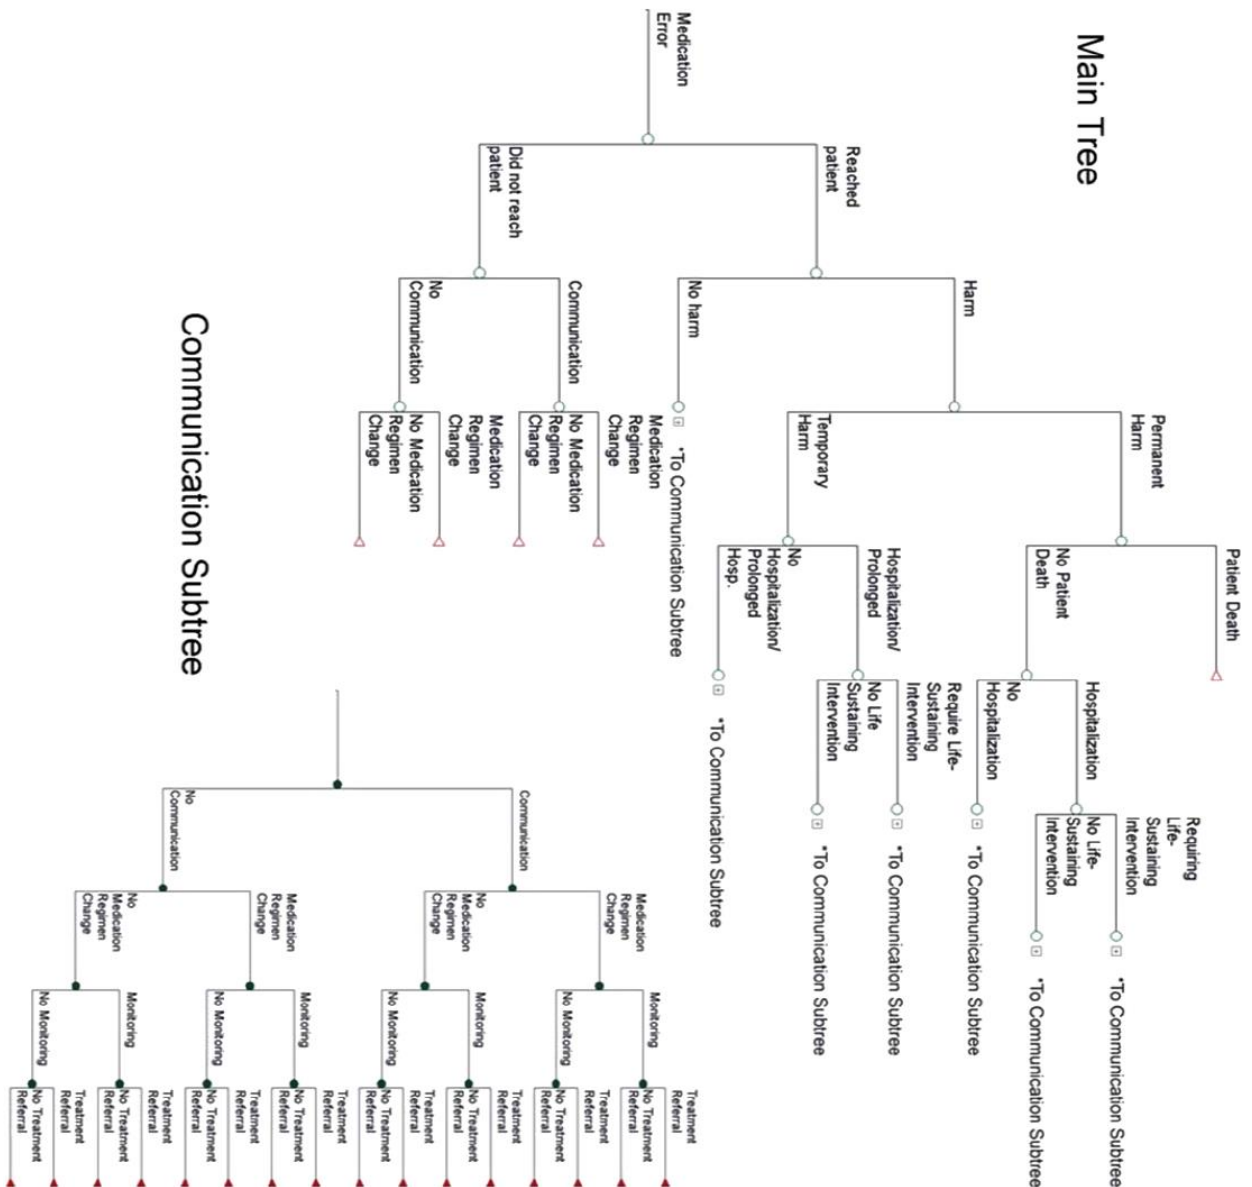 Main Tree
Medication
Error
Reached
patient
Did not reach
patient
Harm
No harm
*To Communication Subtree
Communication
No
Communication
Medication
Regimen
Change
No Medication
Regimen
Change
Medication
Regimen
Change
No Medication
Regimen
Change
Permanent
Harm
Temporary
Harm
Patient Death
No Patient
Death
Hospitalization/
Prolonged
No
Hospitalization/
Prolonged
Hosp.
*To Communication Subtree
Hospitalization
No
Hospitalization
Require Life-
Sustaining
Intervention
No Life
Sustaining
Intervention
*To Communication Subtree
*To Communication Subtree
*To Communication Subtree
Requiring
Life-
Sustaining
Intervention
No Life-
Sustaining
Intervention
*To Communication Subtree
*To Communication Subtree
Communication Subtree
Communication
No
Communication
Medication
Regimen
Change
No
Medication
Regimen
Change
Medication
Regimen
Change
No
Medication
Regimen
Change
Monitoring
No Monitoring
Monitoring
No Monitoring
Monitoring
No Monitoring
Monitoring
No Monitoring
Treatment
Referral
No Treatment
Referral
Treatment
Referral
No Treatment
Referral
Treatment
Referral
No Treatment
Referral
Treatment
Referral
No Treatment
Referral
Treatment
Referral
No Treatment
Referral
Treatment
Referral
No Treatment
Referral
Treatment
Referral
No Treatment
Referral
Treatment
Referral
No Treatment
Referral